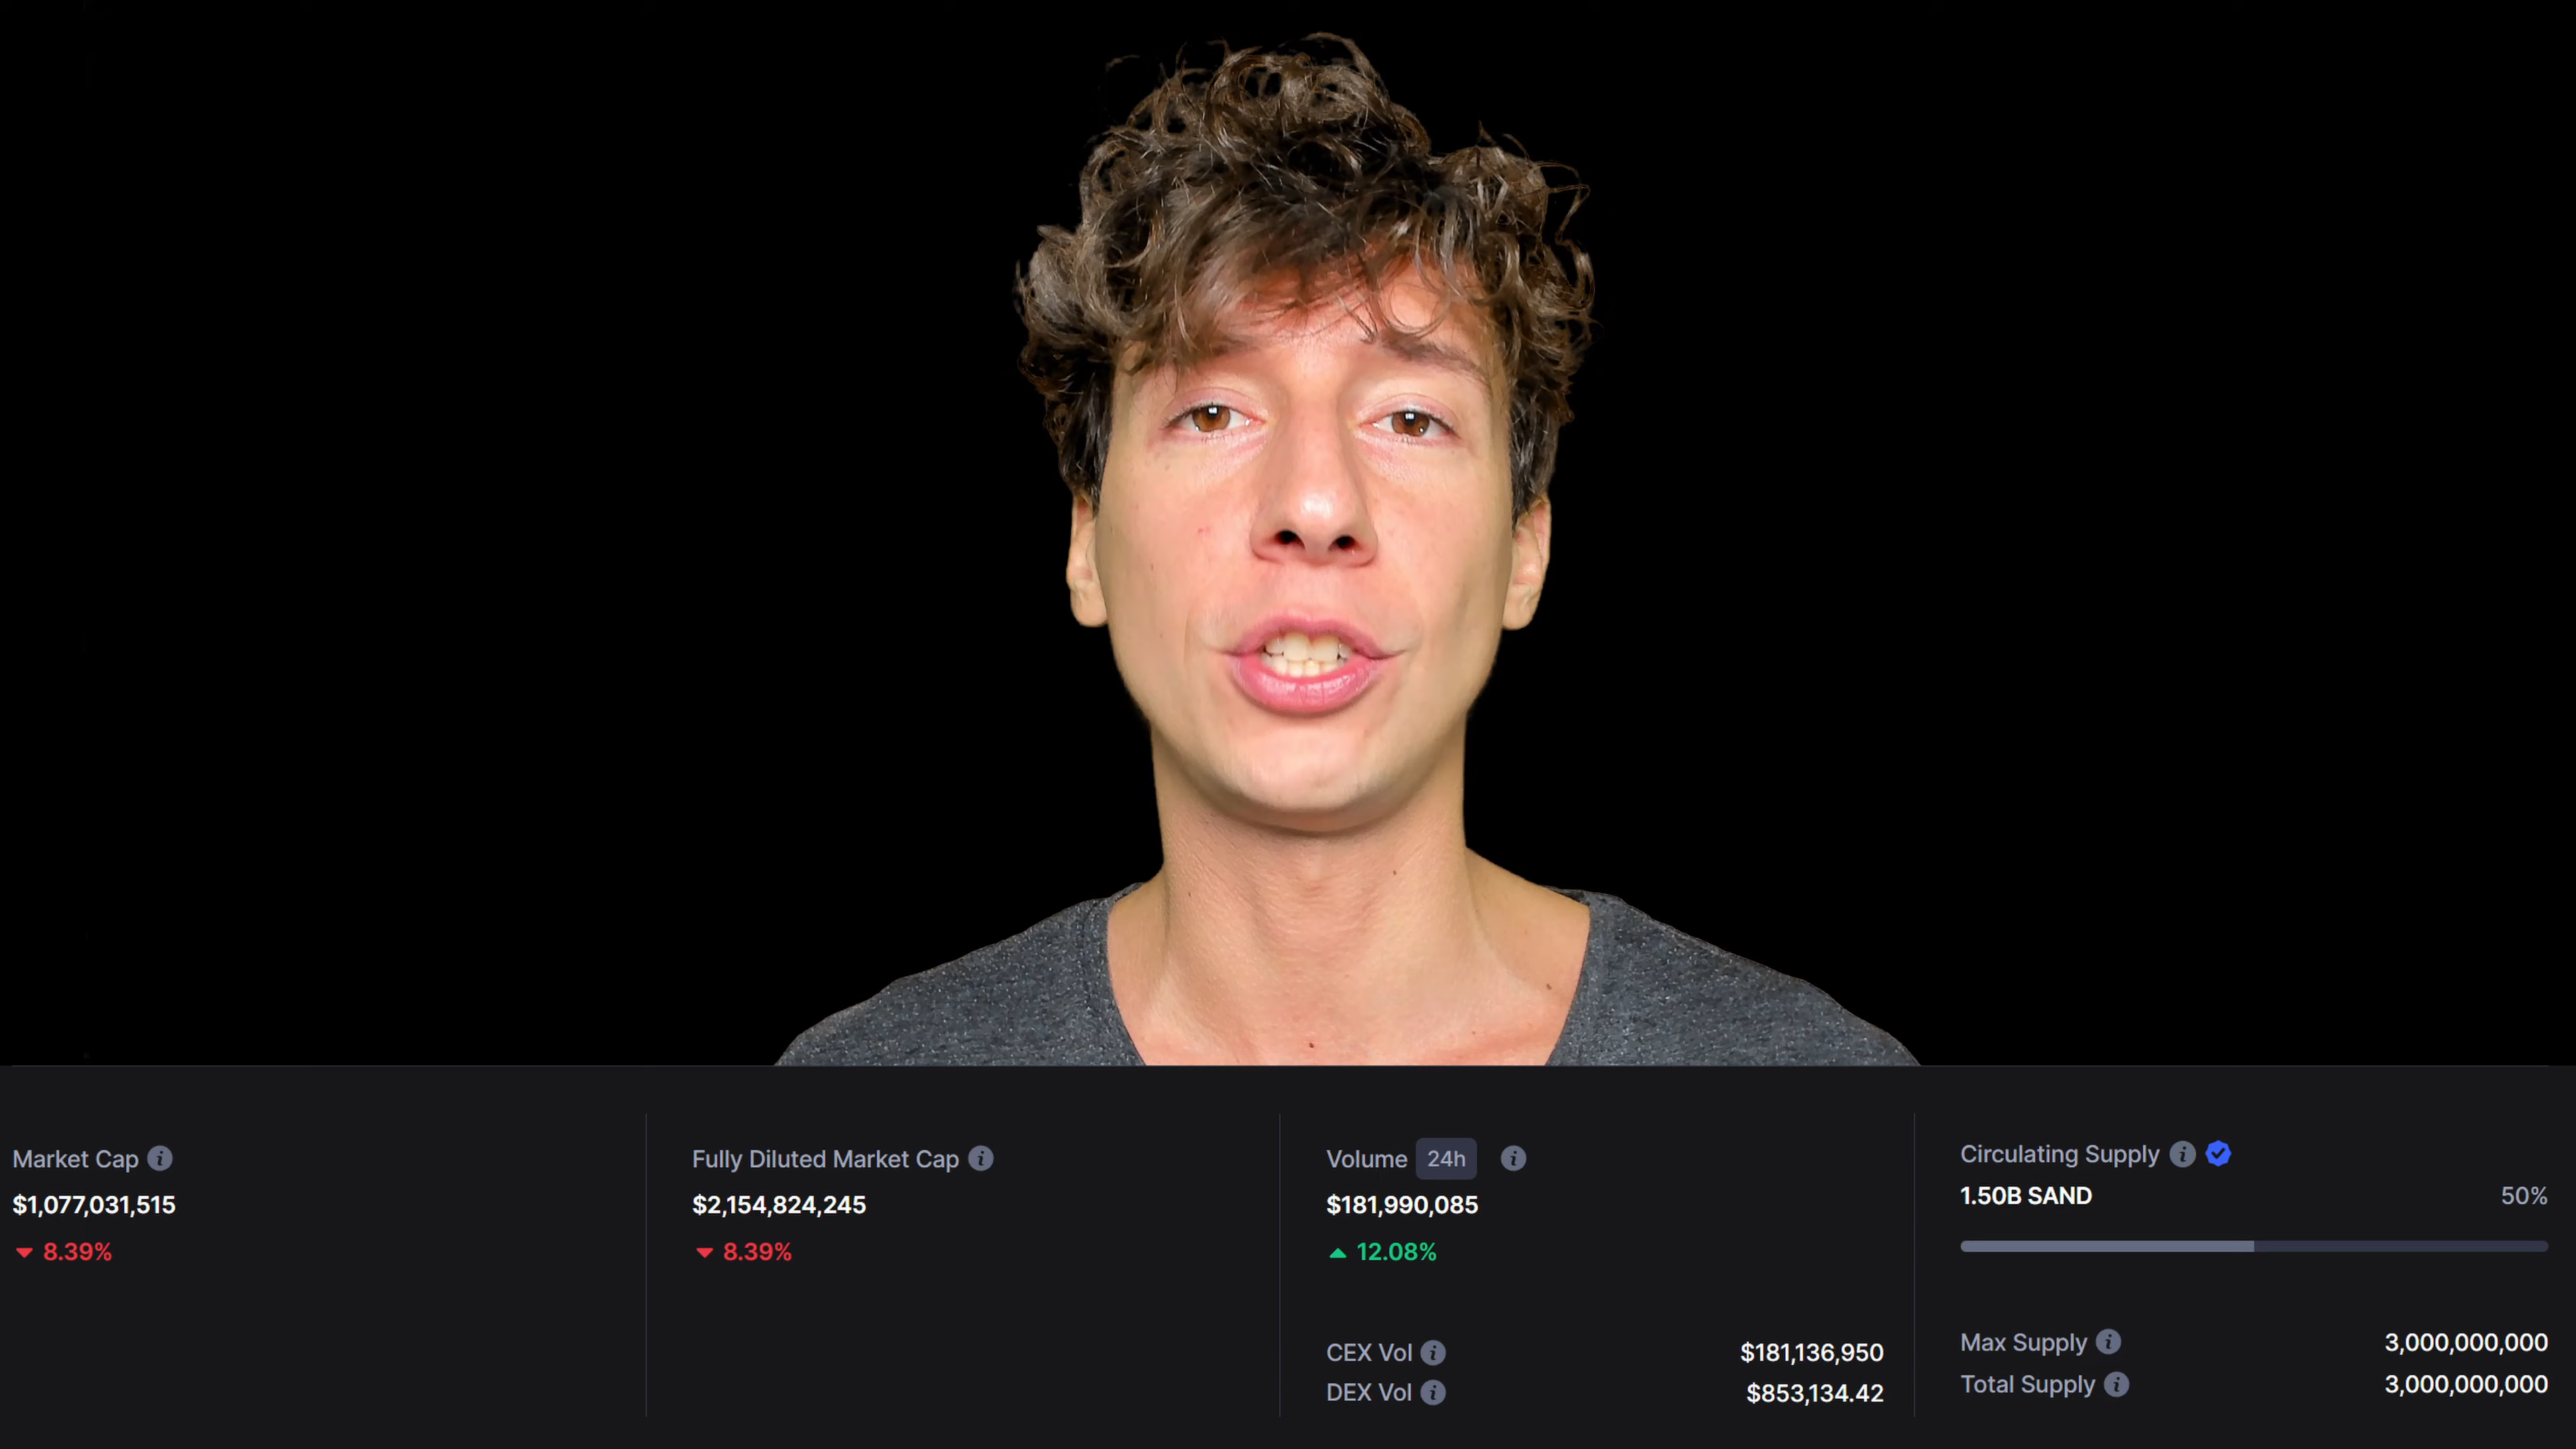 Market Cap
$1,077,031,515
8.39%
Fully Diluted Market Cap
$2,154,824,245
8.39%
Volume 24h
$181,990,085
12.08%
CEX Vol $181,136,950
DEX Vol $853,134.42
Circulating Supply
1.50B SAND 50%
Max Supply 3,000,000,000
Total Supply 3,000,000,000